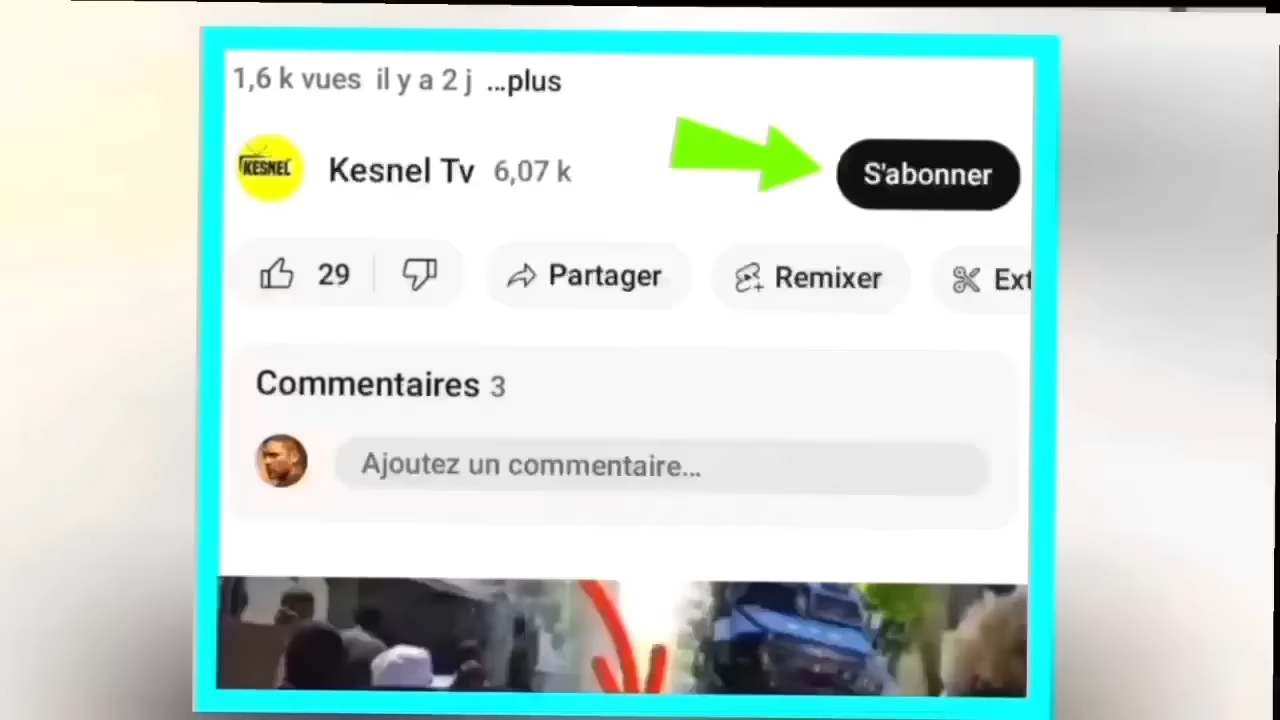 1,6 k vues il y a 2 j ...plus
KESNEL
Kesnel Tv 6,07 k
S'abonner
29
Partager
Remixer
Ext
Commentaires 3
Ajoutez un commentaire...